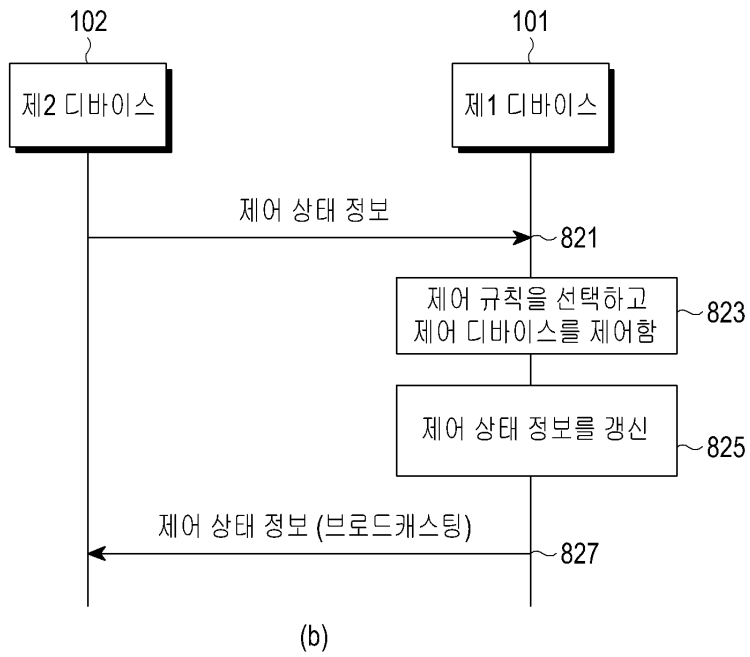 102
101
제2 디바이스
제1 디바이스
제어 상태 정보
821
제어 규칙을 선택하고
제어 디바이스를 제어함
823
제어 상태 정보를 갱신
825
제어 상태 정보 (브로드캐스팅)
827
(b)